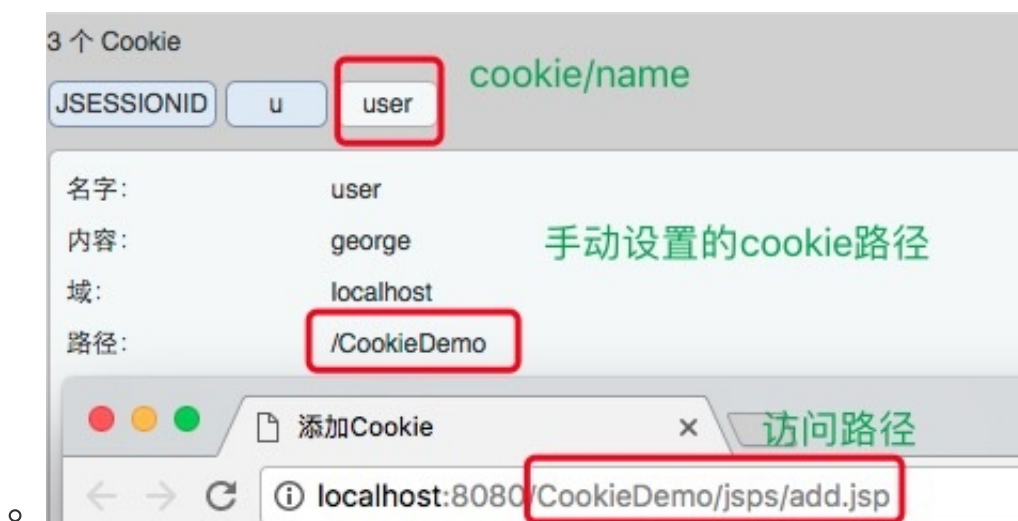 3 个 Cookie
cookie/name
JSESSIONID u user
名字: user
内容: george
手动设置的cookie路径
域: localhost
路径: /CookieDemo
添加Cookie
访问路径
localhost:8080/CookieDemo/jsps/add.jsp
。